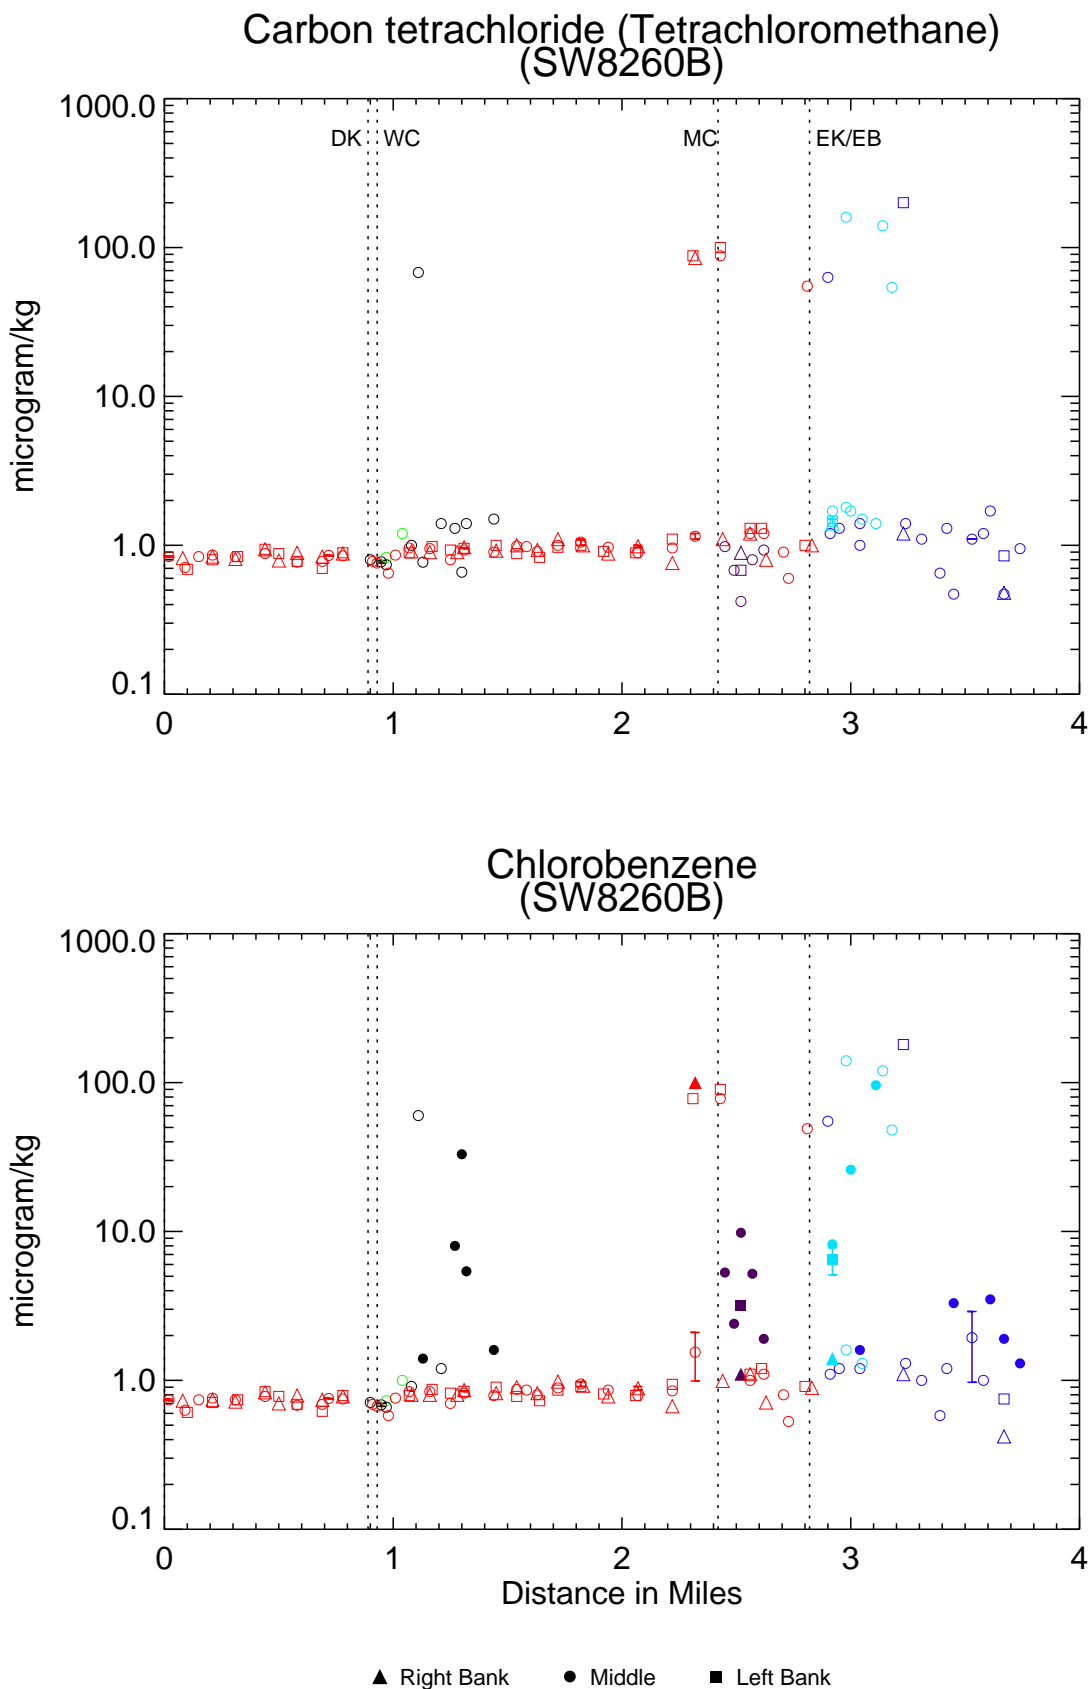 Carbon tetrachloride (Tetrachloromethane)
(SW8260B)
1000.0
DK
WC
MC
EK/EB
100.0
microgram/kg
10.0
1.0
0.1
0
1
2
3
4
Chlorobenzene
(SW8260B)
1000.0
100.0
microgram/kg
10.0
1.0
0.1
0
1
2
3
4
Distance in Miles
Right Bank
Middle
Left Bank